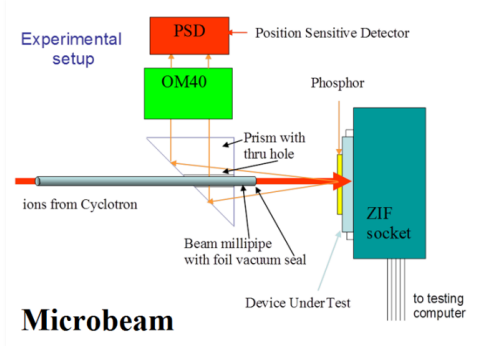 Experimental
setup
PSD
Position Sensitive Detector
OM40
Phosphor
Prism with
thru hole
ions from Cyclotron
ZIF
socket
Beam millipipe
with foil vacuum seal
Device UnderTest
to testing
computer
Microbeam